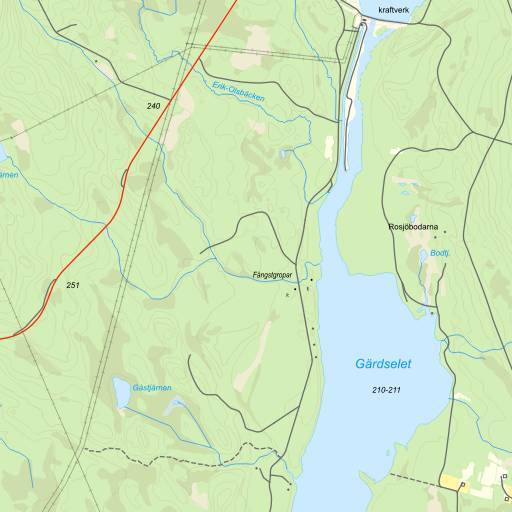 kraftverk
Erik-Olsbäcken
240
Rosjöbodarna
Bodtj.
Fångstgropar
251
Gärdselet
Gåstjärnen
210-211